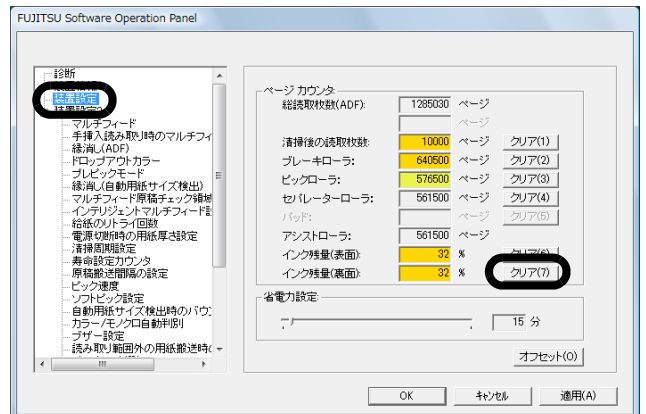 FUJITSU Software Operation Panel
診断
装置設定
マルチフィード
手挿入読み取り時のマルチフィ
縁消し(ADF)
ドロップアウトカラー
プレピックモード
縁消し(自動用紙サイズ検出)
マルチフィード原稿チェック領域
インテリジェントマルチフィード
給紙のリトライ回数
電源切断時の用紙厚さ設定
清掃周期設定
寿命設定カウンタ
原稿搬送間隔の設定
ピック速度
ソフトピック設定
自動用紙サイズ検出時のバウ
カラー/モノクロ自動判別
ブザー設定
読み取り範囲外の用紙搬送時
ページ カウンタ
総読取枚数(ADF): 1285030 ページ
ページ
清掃後の読取枚数: 10000 ページ クリア(1)
ブレーキローラ: 640500 ページ クリア(2)
ピックローラ: 576500 ページ クリア(3)
セパレーターローラ: 561500 ページ クリア(4)
パッド: ページ クリア(5)
アシストローラ: 561500 ページ
インク残量(表面): 32 % クリア(6)
インク残量(裏面): 32 % クリア(7)
省電力設定:
15 分
オフセット(O)
OK キャンセル 適用(A)